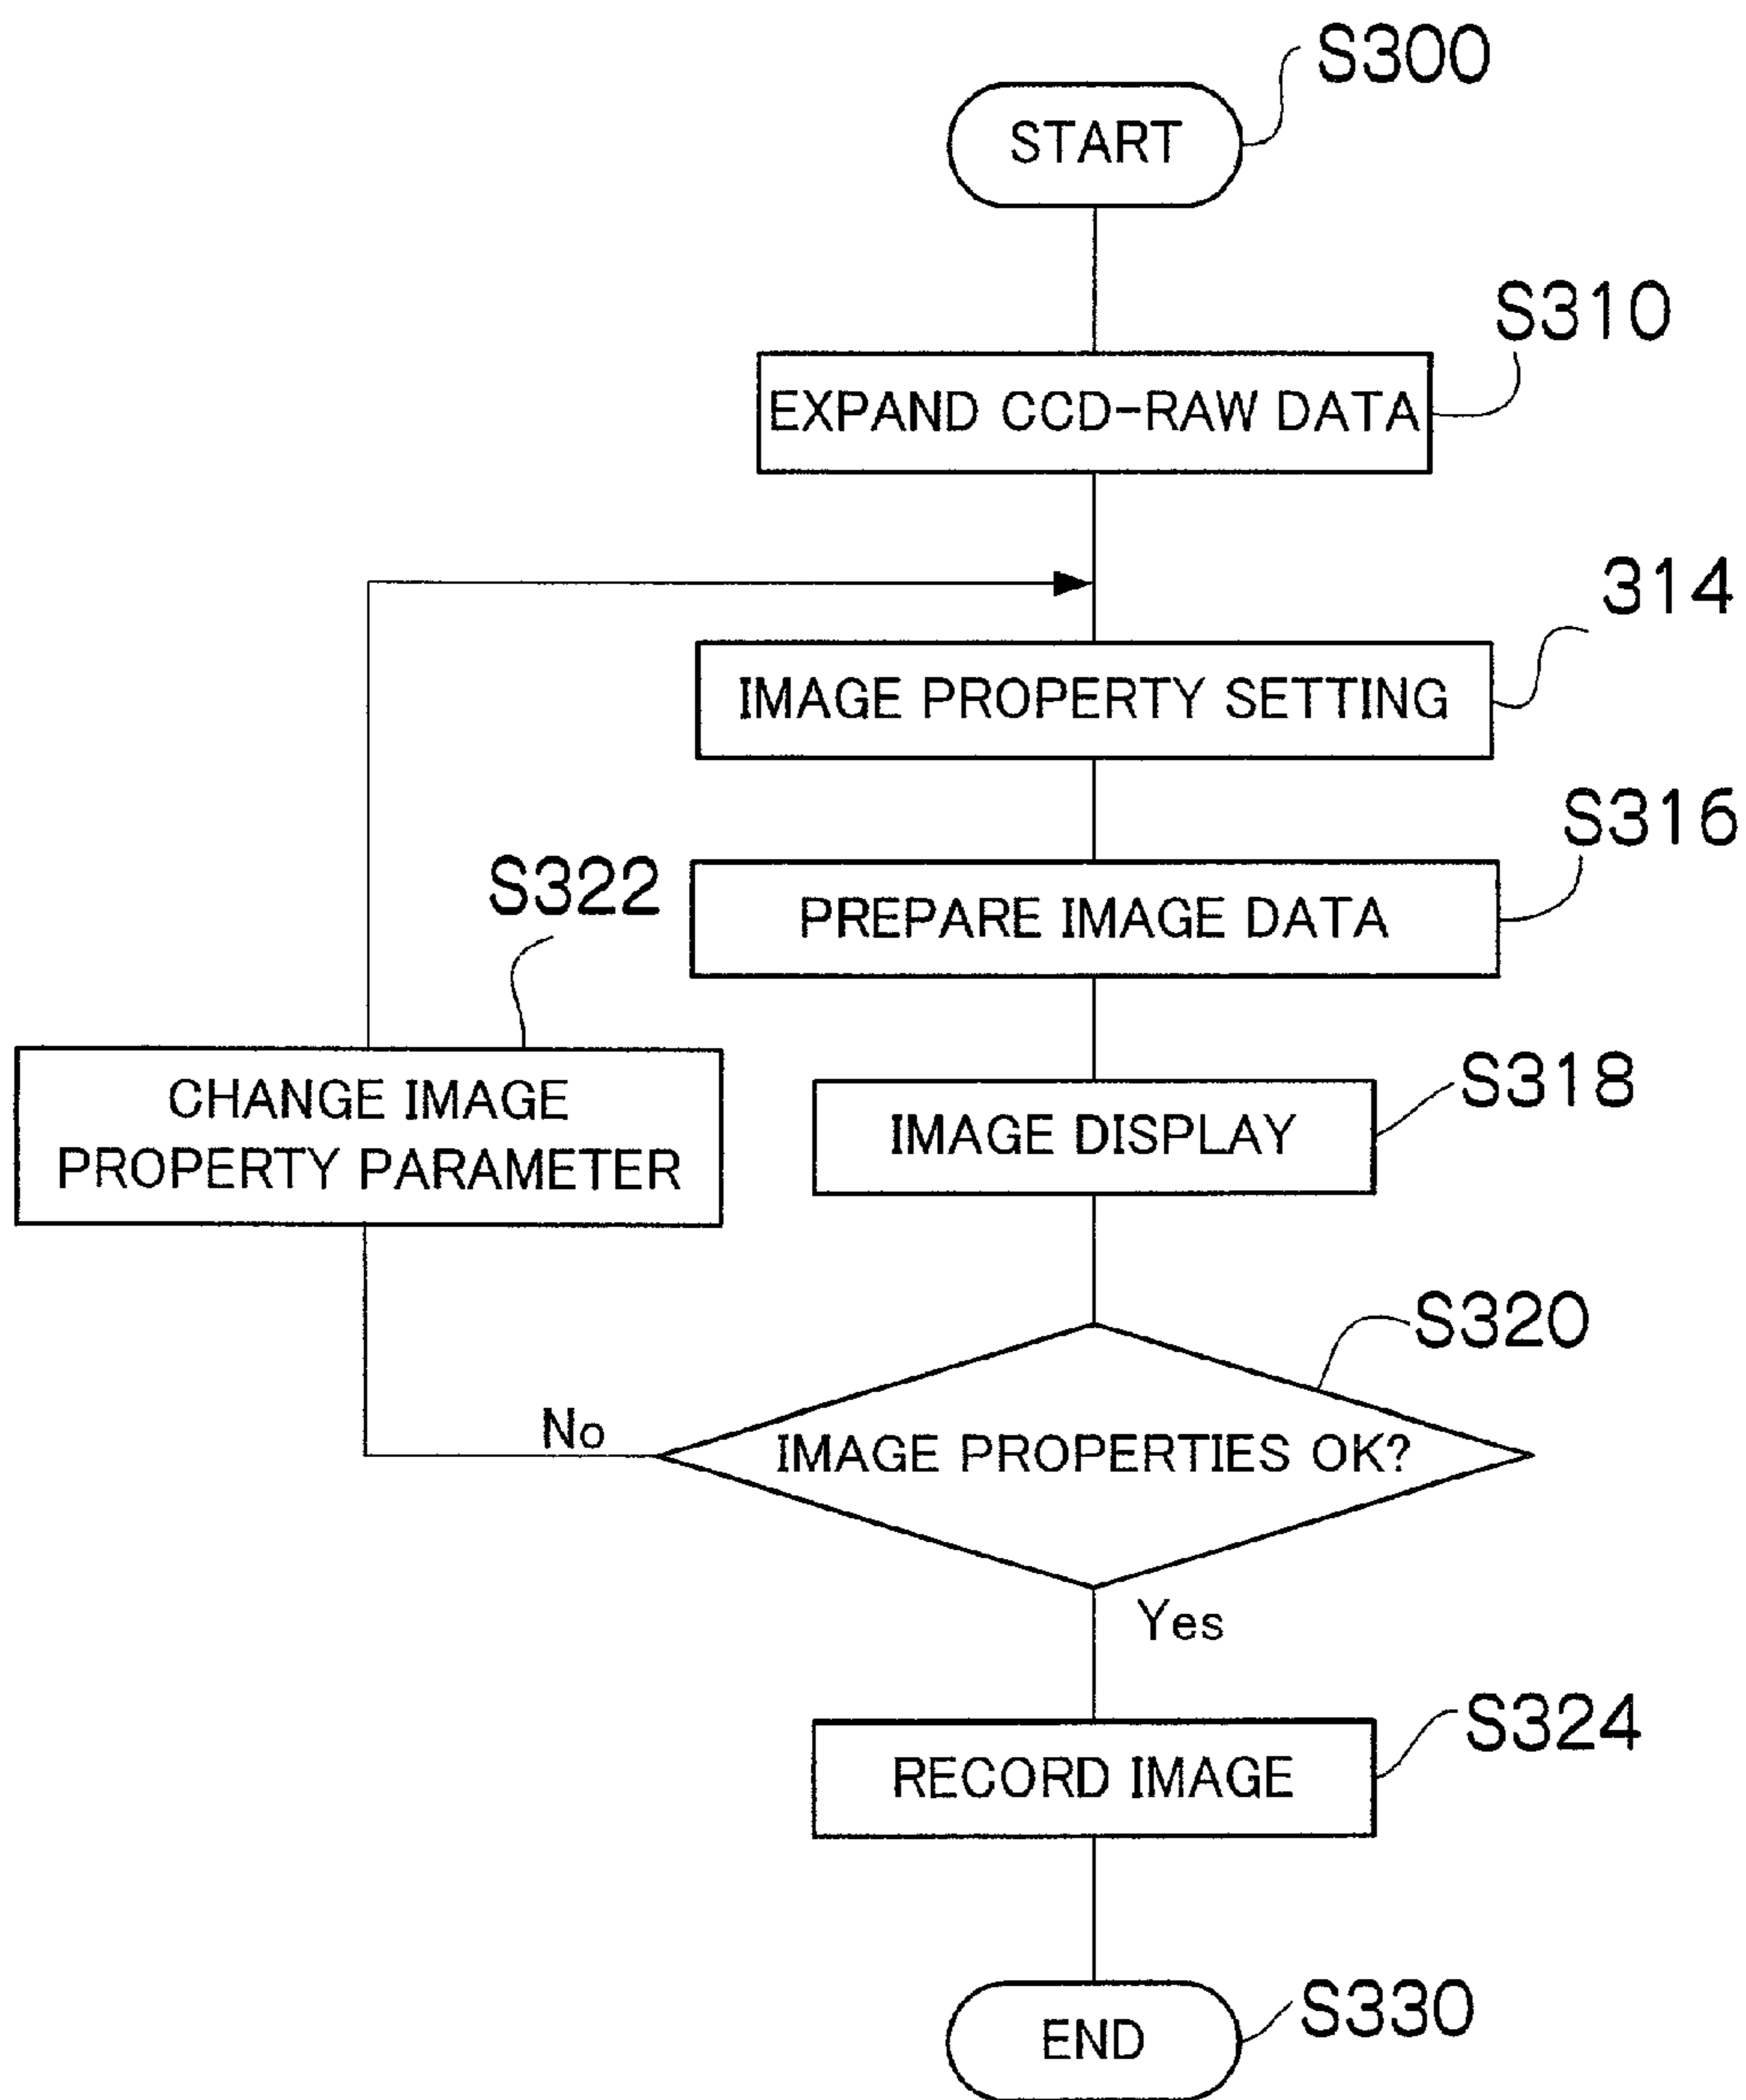 S300
START
S310
EXPAND CCD-RAW DATA
314
IMAGE PROPERTY SETTING
S316
PREPARE IMAGE DATA
S322
CHANGE IMAGE
PROPERTY PARAMETER
S318
IMAGE DISPLAY
S320
No
IMAGE PROPERTIES OK?
Yes
S324
RECORD IMAGE
S330
END